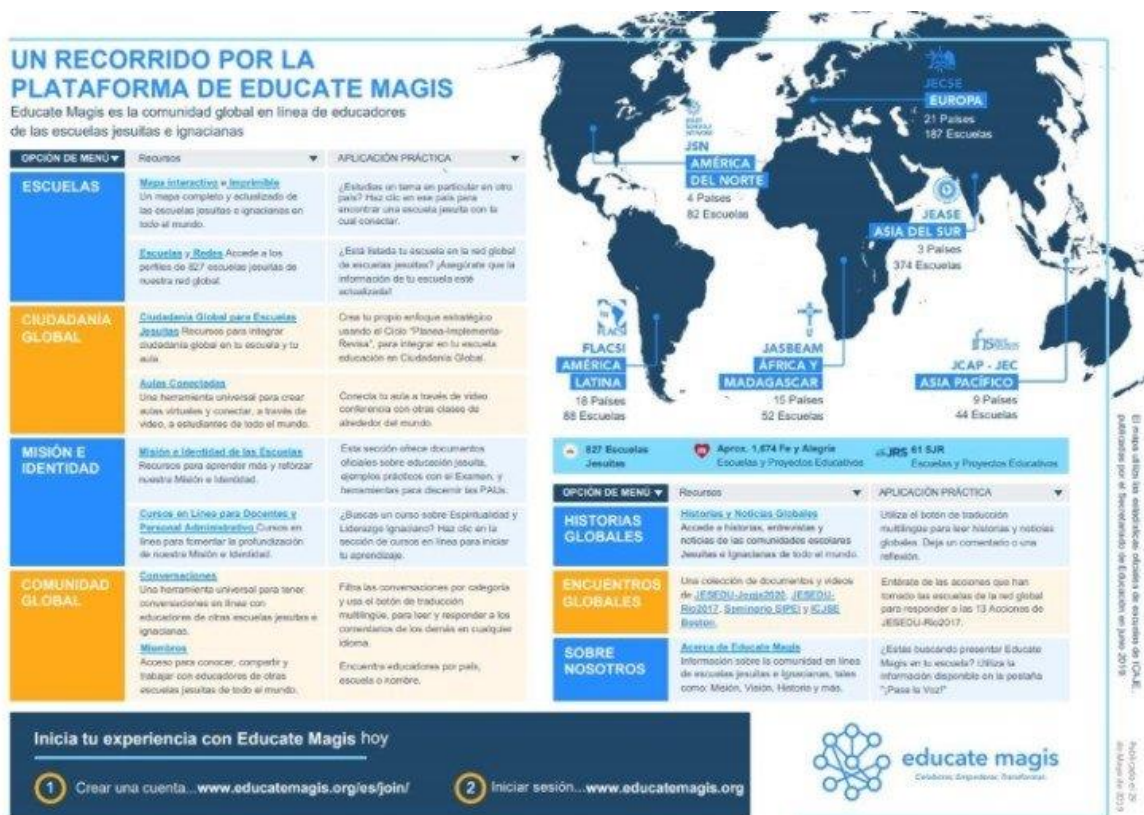 UN RECORRIDO POR LA
PLATAFORMA DE EDUCATE MAGIS
Educate Magis es la comunidad global en línea de educadores
de las escuelas jesuitas e ignacianas
OPCIÓN DE MENÚ
Recursos
APLICACIÓN PRÁCTICA
ESCUELAS
Mapa interactivo e Imprimible
Un mapa completo y actualizado de
las escuelas jesuitas e ignacianas en
todo el mundo.
¿Estudias un tema en particular en otro
país? Haz clic en ese país para
encontrar una escuela jesuita con la
cual conectar.
Escuelas y Redes Accede a los
perfiles de 827 escuelas jesuitas de
nuestra red global.
¿Está listada tu escuela en la red global
de escuelas jesuitas? ¡Asegúrate que la
información de tu escuela esté
actualizada!
CIUDADANÍA
GLOBAL
Ciudadanía Global para Escuelas
Jesuitas Recursos para integrar
ciudadanía global en tu escuela y tu
aula.
Crea tu propio enfoque estratégico
usando el Ciclo "Planea-Implementa-
Revisa", para integrar en tu escuela
educación en Ciudadanía Global.
Aulas Conectadas
Una herramienta universal para crear
aulas virtuales y conectar, a través de
video, a estudiantes de todo el mundo.
Conecta tu aula a través de video
conferencia con otras clases de
alrededor del mundo.
MISIÓN E
IDENTIDAD
Misión e Identidad de las Escuelas
Recursos para aprender más y reforzar
nuestra Misión e Identidad.
Esta sección ofrece documentos
oficiales sobre educación jesuita,
ejemplos prácticos con el Examen, y
herramientas para discernir las PAUs.
Cursos en Línea para Docentes y
Personal Administrativo Cursos en
línea para fomentar la profundización
de nuestra Misión e Identidad.
¿Buscas un curso sobre Espiritualidad y
Liderazgo Ignaciano? Haz clic en la
sección de cursos en línea para iniciar
tu aprendizaje.
COMUNIDAD
GLOBAL
Conversaciones
Una herramienta universal para tener
conversaciones en línea con
educadores de otras escuelas jesuitas e
ignacianas.
Miembros
Acceso para conocer, compartir y
trabajar con educadores de otras
escuelas jesuitas de todo el mundo.
Filtra las conversaciones por categoría
y usa el botón de traducción
multilingüe, para leer y responder a los
comentarios de los demás en cualquier
idioma.
Encuentra educadores por país,
escuela o nombre.
JECSE
EUROPA
21 Países
187 Escuelas
JSN
AMÉRICA
DEL NORTE
4 Países
82 Escuelas
JEASE
ASIA DEL SUR
3 Países
374 Escuelas
FLACSI
FLACSI
AMÉRICA
LATINA
18 Países
88 Escuelas
JASBEAM
ÁFRICA Y
MADAGASCAR
15 Países
52 Escuelas
JCAP - JEC
ASIA PACÍFICO
9 Países
44 Escuelas
827 Escuelas
Jesuitas
Aprox. 1,674 Fe y Alegría
Escuelas y Proyectos Educativos
JRS 61 SJR
Escuelas y Proyectos Educativos
OPCIÓN DE MENÚ
Recursos
APLICACIÓN PRÁCTICA
HISTORIAS
GLOBALES
Historias y Noticias Globales
Accede a historias, entrevistas y
noticias de las comunidades escolares
Jesuitas e Ignacianas de todo el mundo.
Utiliza el botón de traducción
multilingüe para leer historias y noticias
globales. Deja un comentario o una
reflexión.
ENCUENTROS
GLOBALES
Una colección de documentos y videos
de JESEDU-Jogja2020, JESEDU-
Rio2017, Seminario SIPEI y ICJSE
Boston.
Entérate de las acciones que han
tomado las escuelas de la red global
para responder a las 13 Acciones de
JESEDU-Rio2017.
SOBRE
NOSOTROS
Acerca de Educate Magis
Información sobre la comunidad en línea
de escuelas jesuitas e Ignacianas, tales
como: Misión, Visión, Historia y más.
¿Estás buscando presentar Educate
Magis en tu escuela? Utiliza la
información disponible en la pestaña
"¡Pasa la Voz!"
Inicia tu experiencia con Educate Magis hoy
1 Crear una cuenta...www.educatemagis.org/es/join/
2 Iniciar sesión...www.educatemagis.org
educate magis
Colaborar. Empoderar. Transformar.
El mapa utiliza las estadísticas oficiales de escuelas de ICAJE,
publicadas por el Secretariado de Educación en junio 2019